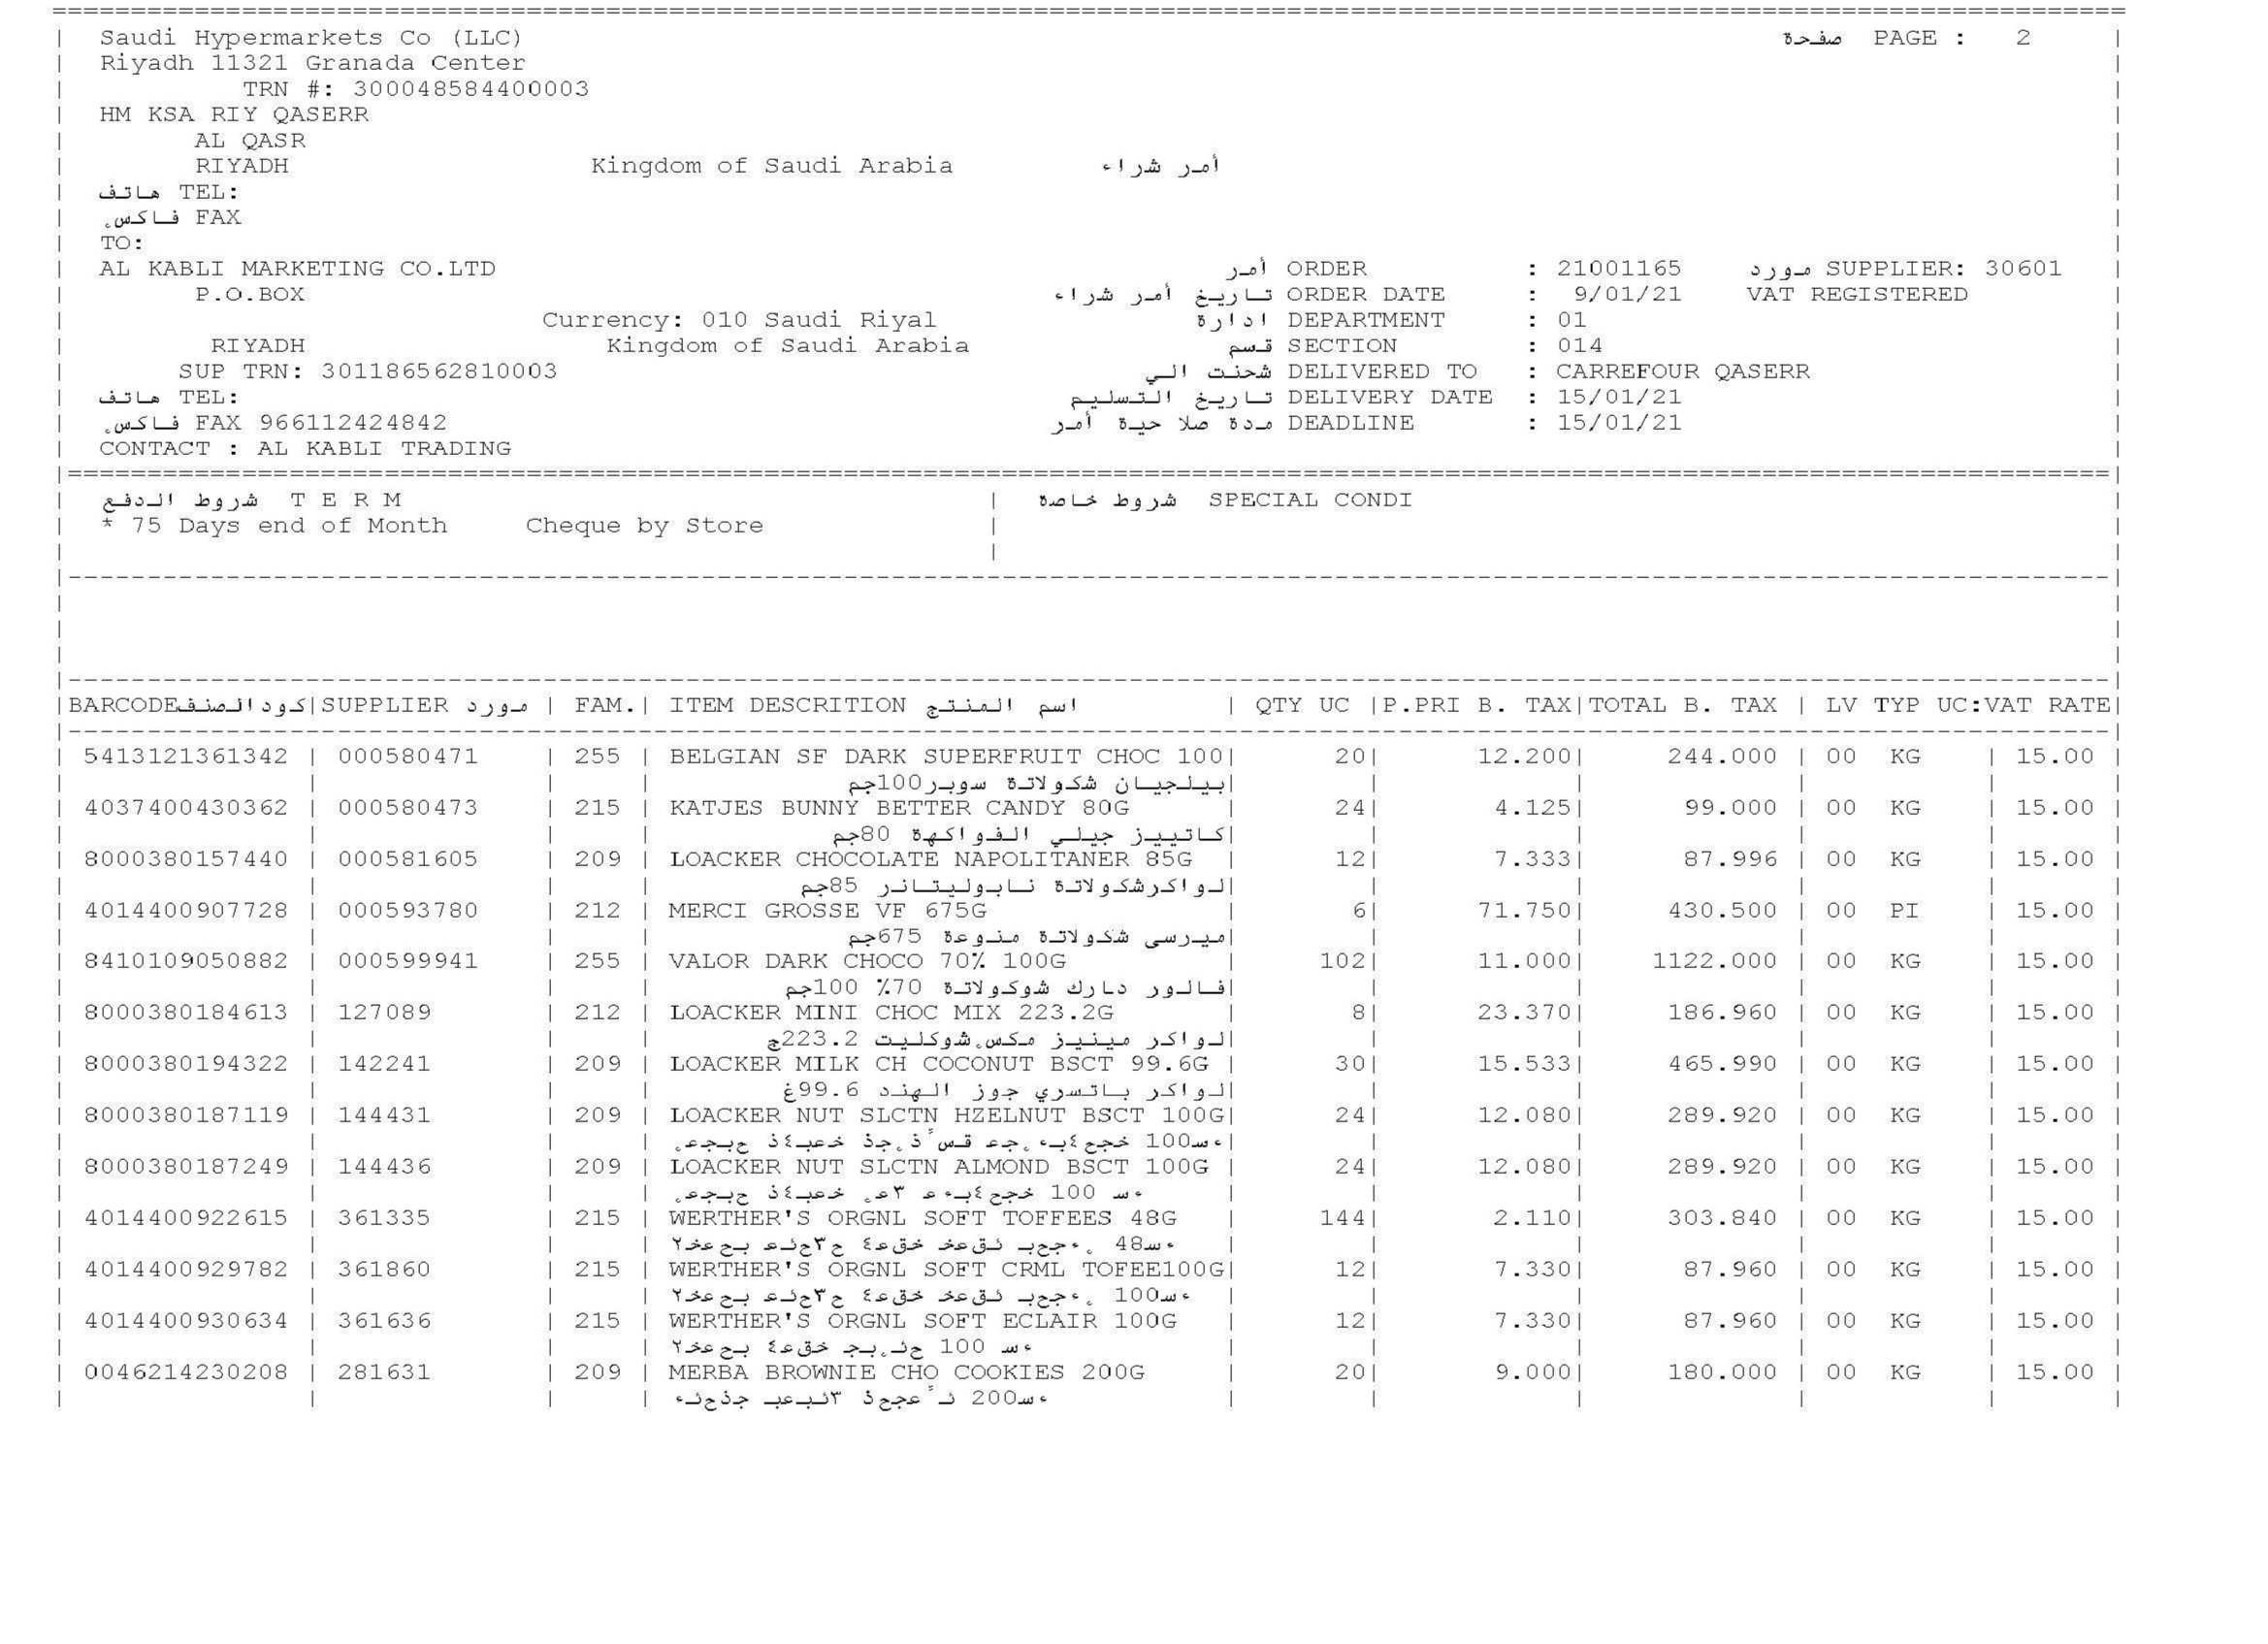 Saudi Hypermarkets Co (LLC) صفحة PAGE : 2
Riyadh 11321 Granada Center
TRN #: 300048584400003
HM KSA RIY QASERR
AL QASR
RIYADH Kingdom of Saudi Arabia أمر شراء
هاتف TEL:
فاكس FAX
TO:
AL KABLI MARKETING CO.LTD أمر ORDER : 21001165 مورد SUPPLIER: 30601
P.O.BOX تاريخ أمر شراء ORDER DATE : 9/01/21 VAT REGISTERED
Currency: 010 Saudi Riyal ادارة DEPARTMENT : 01
RIYADH Kingdom of Saudi Arabia قسم SECTION : 014
SUP TRN: 301186562810003 شحنت الي DELIVERED TO : CARREFOUR QASERR
هاتف TEL: تاريخ التسليم DELIVERY DATE : 15/01/21
فاكس FAX 966112424842 مدة صلا حية أمر DEADLINE : 15/01/21
CONTACT : AL KABLI TRADING
شروط الدفع T E R M | شروط خاصة SPECIAL CONDI
* 75 Days end of Month Cheque by Store
BARCODEكود الصنف|SUPPLIER مورد | FAM.| ITEM DESCRITION اسم المنتج | QTY UC |P.PRI B. TAX|TOTAL B. TAX | LV TYP UC:VAT RATE|
5413121361342 | 000580471 | 255 | BELGIAN SF DARK SUPERFRUIT CHOC 100| 20| 12.200| 244.000 | 00 KG | 15.00
بيلجيان شكولاتة سوبر100جم
4037400430362 | 000580473 | 215 | KATJES BUNNY BETTER CANDY 80G | 24| 4.125| 99.000 | 00 KG | 15.00
كاتييز جيلي الفواكهة 80جم
8000380157440 | 000581605 | 209 | LOACKER CHOCOLATE NAPOLITANER 85G | 12| 7.333| 87.996 | 00 KG | 15.00
لواكرشكولاتة نابوليتانر 85جم
4014400907728 | 000593780 | 212 | MERCI GROSSE VF 675G | 6| 71.750| 430.500 | 00 PI | 15.00
ميرسى شكولاتة منوعة 675جم
8410109050882 | 000599941 | 255 | VALOR DARK CHOCO 70% 100G | 102| 11.000| 1122.000 | 00 KG | 15.00
فالور دارك شوكولاتة 70٪ 100جم
8000380184613 | 127089 | 212 | LOACKER MINI CHOC MIX 223.2G | 8| 23.370| 186.960 | 00 KG | 15.00
لواكر مينيز مكس شوكليت 223.2ج
8000380194322 | 142241 | 209 | LOACKER MILK CH COCONUT BSCT 99.6G | 30| 15.533| 465.990 | 00 KG | 15.00
لواكر باتسري جوز الهند 99.6غ
8000380187119 | 144431 | 209 | LOACKER NUT SLCTN HZELNUT BSCT 100G| 24| 12.080| 289.920 | 00 KG | 15.00
8000380187249 | 144436 | 209 | LOACKER NUT SLCTN ALMOND BSCT 100G | 24| 12.080| 289.920 | 00 KG | 15.00
4014400922615 | 361335 | 215 | WERTHER'S ORGNL SOFT TOFFEES 48G | 144| 2.110| 303.840 | 00 KG | 15.00
4014400929782 | 361860 | 215 | WERTHER'S ORGNL SOFT CRML TOFEE100G| 12| 7.330| 87.960 | 00 KG | 15.00
4014400930634 | 361636 | 215 | WERTHER'S ORGNL SOFT ECLAIR 100G | 12| 7.330| 87.960 | 00 KG | 15.00
0046214230208 | 281631 | 209 | MERBA BROWNIE CHO COOKIES 200G | 20| 9.000| 180.000 | 00 KG | 15.00